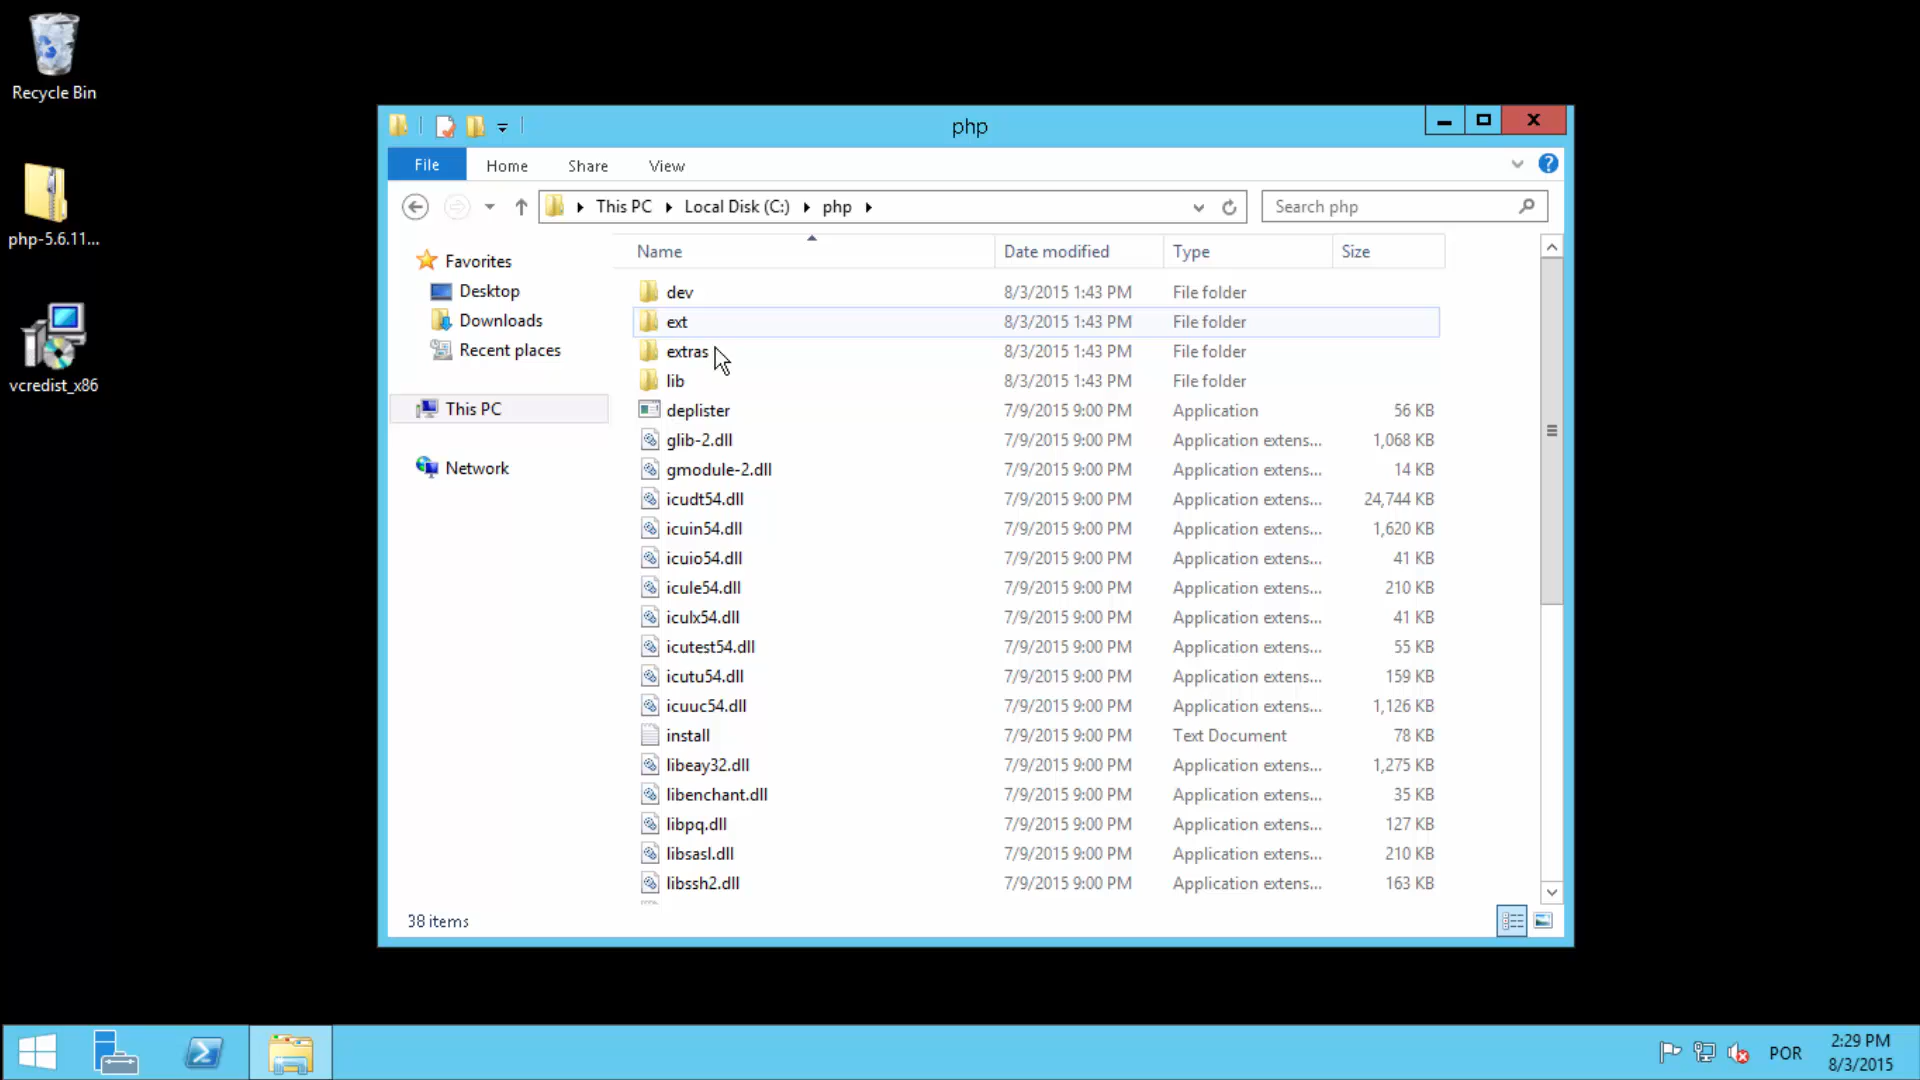 Recycle Bin
php-5.6.11...
vcredist_x86
php
File Home Share View
This PC Local Disk (C:) php
Search php
Favorites
Desktop
Downloads
Recent places
This PC
Network
Name Date modified Type Size
dev 8/3/2015 1:43 PM File folder
ext 8/3/2015 1:43 PM File folder
extras 8/3/2015 1:43 PM File folder
lib 8/3/2015 1:43 PM File folder
deplister 7/9/2015 9:00 PM Application 56 KB
glib-2.dll 7/9/2015 9:00 PM Application extens... 1,068 KB
gmodule-2.dll 7/9/2015 9:00 PM Application extens... 14 KB
icudt54.dll 7/9/2015 9:00 PM Application extens... 24,744 KB
icuin54.dll 7/9/2015 9:00 PM Application extens... 1,620 KB
icuio54.dll 7/9/2015 9:00 PM Application extens... 41 KB
icule54.dll 7/9/2015 9:00 PM Application extens... 210 KB
iculx54.dll 7/9/2015 9:00 PM Application extens... 41 KB
icutest54.dll 7/9/2015 9:00 PM Application extens... 55 KB
icutu54.dll 7/9/2015 9:00 PM Application extens... 159 KB
icuuc54.dll 7/9/2015 9:00 PM Application extens... 1,126 KB
install 7/9/2015 9:00 PM Text Document 78 KB
libeay32.dll 7/9/2015 9:00 PM Application extens... 1,275 KB
libenchant.dll 7/9/2015 9:00 PM Application extens... 35 KB
libpq.dll 7/9/2015 9:00 PM Application extens... 127 KB
libsasl.dll 7/9/2015 9:00 PM Application extens... 210 KB
libssh2.dll 7/9/2015 9:00 PM Application extens... 163 KB
38 items
POR
2:29 PM
8/3/2015